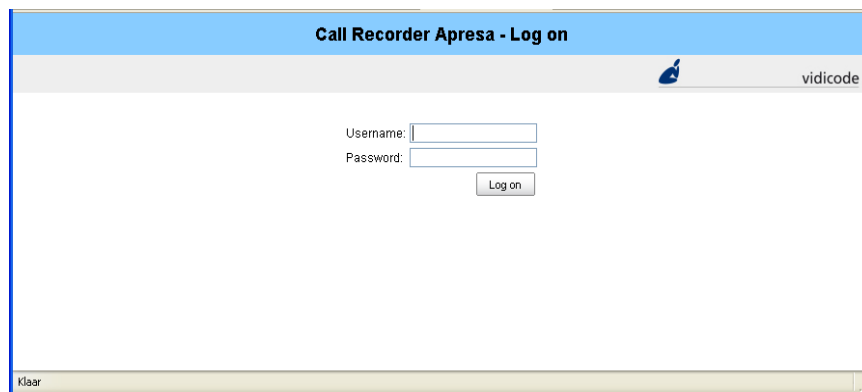 Call Recorder Apresa - Log on
vidicode
Username:
Password:
Log on
Klaar